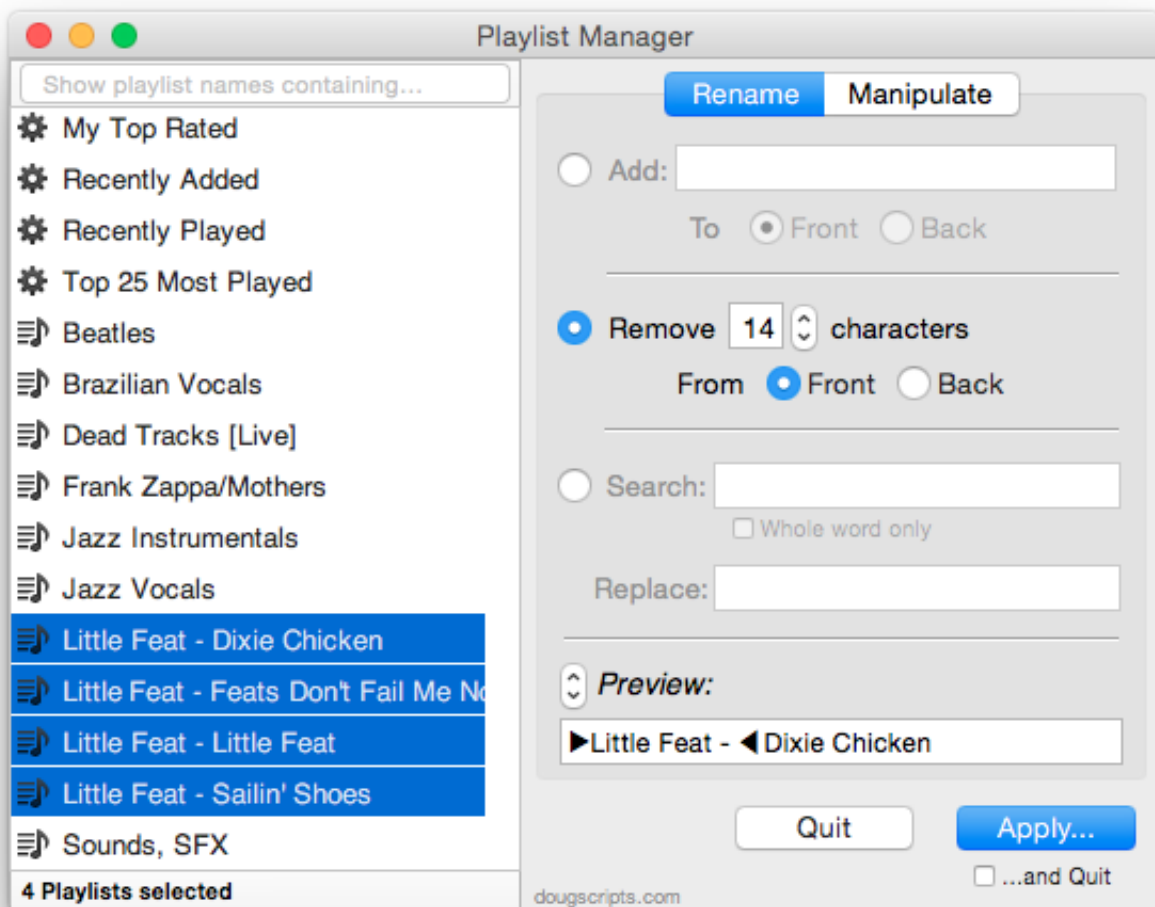 Playlist Manager
Show playlist names containing...
My Top Rated
Recently Added
Recently Played
Top 25 Most Played
Beatles
Brazilian Vocals
Dead Tracks [Live]
Frank Zappa/Mothers
Jazz Instrumentals
Jazz Vocals
Little Feat - Dixie Chicken
Little Feat - Feats Don't Fail Me No
Little Feat - Little Feat
Little Feat - Sailin' Shoes
Sounds, SFX
4 Playlists selected
Rename Manipulate
Add:
To Front Back
Remove 14 characters
From Front Back
Search:
Whole word only
Replace:
Preview:
▶Little Feat - ◀Dixie Chicken
Quit Apply...
...and Quit
dougscripts.com